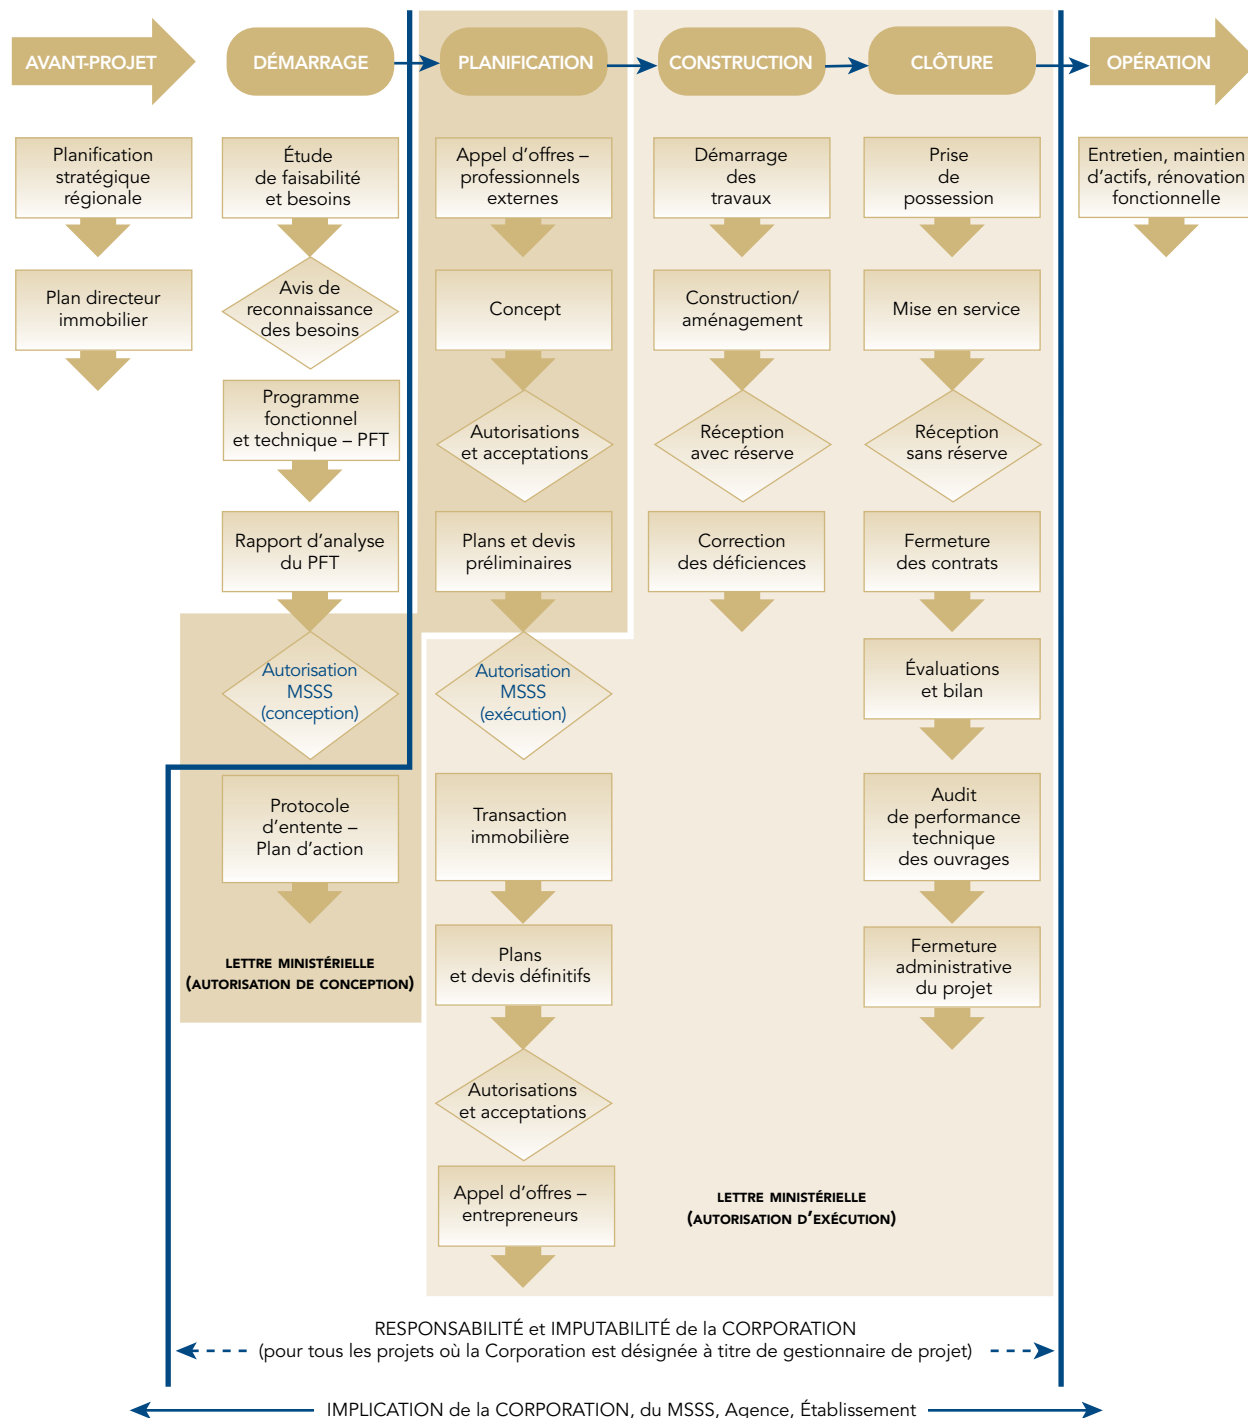 AVANT-PROJET
DÉMARRAGE
PLANIFICATION
CONSTRUCTION
CLÔTURE
OPÉRATION
Planification
stratégique
régionale
Plan directeur
immobilier
Étude
de faisabilité
et besoins
Avis de
reconnaissance
des besoins
Programme
fonctionnel
et technique – PFT
Rapport d’analyse
du PFT
Autorisation
MSSS
(conception)
Protocole
d’entente –
Plan d’action
LETTRE MINISTÉRIELLE
(AUTORISATION DE CONCEPTION)
Appel d’offres –
professionnels
externes
Concept
Autorisations
et acceptations
Plans et devis
préliminaires
Autorisation
MSSS
(exécution)
Transaction
immobilière
Plans
et devis définitifs
Autorisations
et acceptations
Appel d’offres –
entrepreneurs
Démarrage
des
travaux
Construction/
aménagement
Réception
avec réserve
Correction
des déficiences
Prise
de
possession
Mise en service
Réception
sans réserve
Fermeture
des contrats
Évaluations
et bilan
Audit
de performance
technique
des ouvrages
Fermeture
administrative
du projet
Entretien, maintien
d’actifs, rénovation
fonctionnelle
LETTRE MINISTÉRIELLE
(AUTORISATION D’EXÉCUTION)
RESPONSABILITÉ et IMPUTABILITÉ de la CORPORATION
(pour tous les projets où la Corporation est désignée à titre de gestionnaire de projet)
IMPLICATION de la CORPORATION, du MSSS, Agence, Établissement